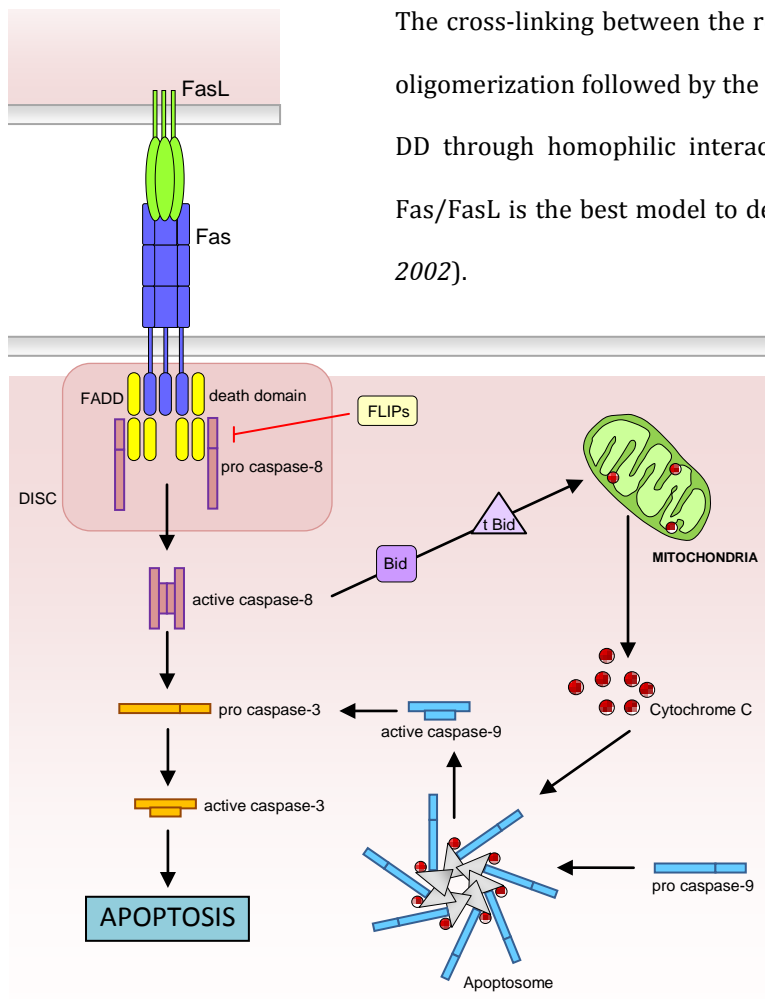 The cross-linking between the r
oligomerization followed by the
DD through homophilic interac
Fas/FasL is the best model to de
2002).
FasL
Fas
FADD
death domain
FLIPs
pro caspase-8
DISC
t Bid
Bid
MITOCHONDRIA
active caspase-8
pro caspase-3
active caspase-9
Cytochrome C
active caspase-3
pro caspase-9
APOPTOSIS
Apoptosome